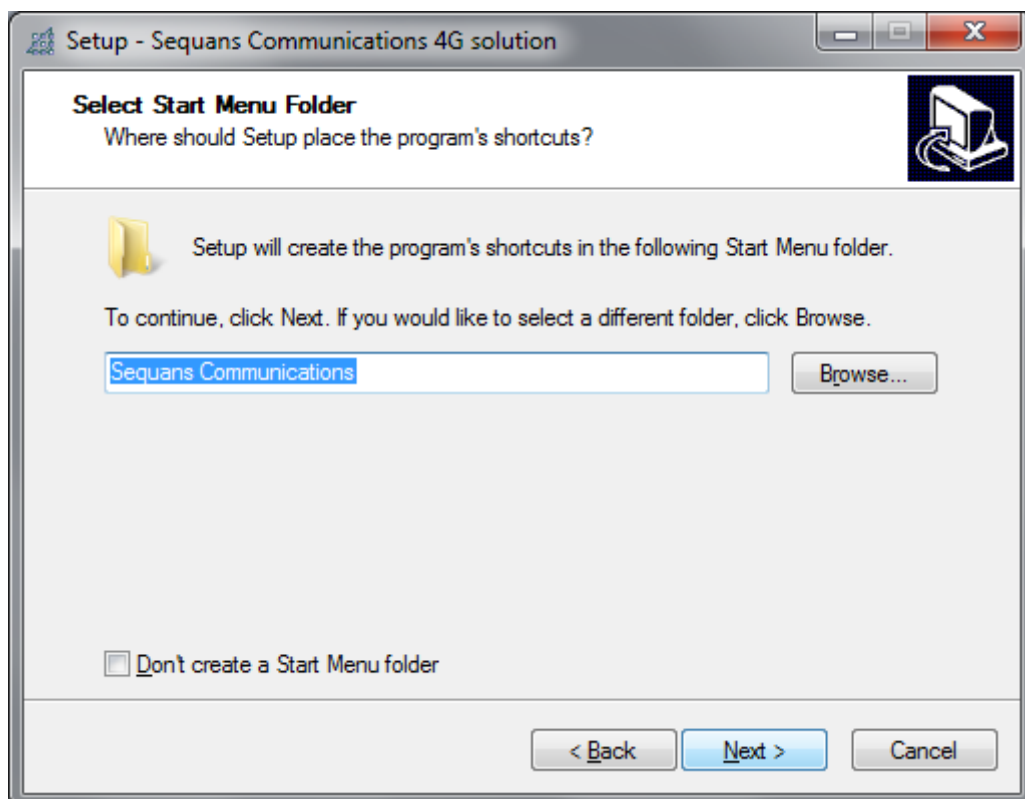 Setup - Sequans Communications 4G solution
Select Start Menu Folder
Where should Setup place the program's shortcuts?
Setup will create the program's shortcuts in the following Start Menu folder.
To continue, click Next. If you would like to select a different folder, click Browse.
Sequans Communications
Browse...
Don't create a Start Menu folder
< Back
Next >
Cancel